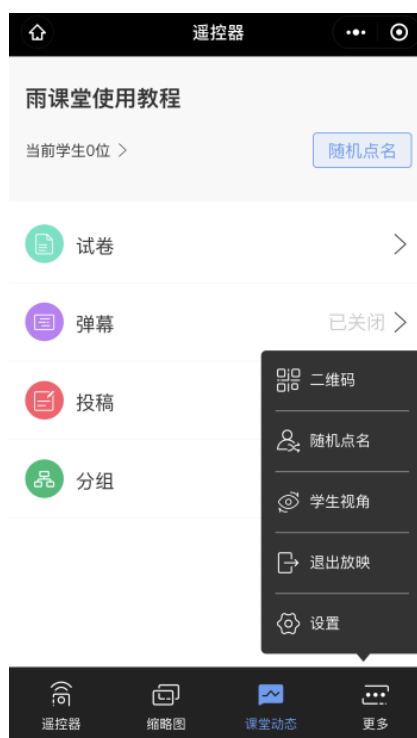 遥控器
雨课堂使用教程
当前学生0位 >
随机点名
试卷
弹幕
已关闭
投稿
分组
二维码
随机点名
学生视角
退出放映
设置
遥控器
缩略图
课堂动态
更多